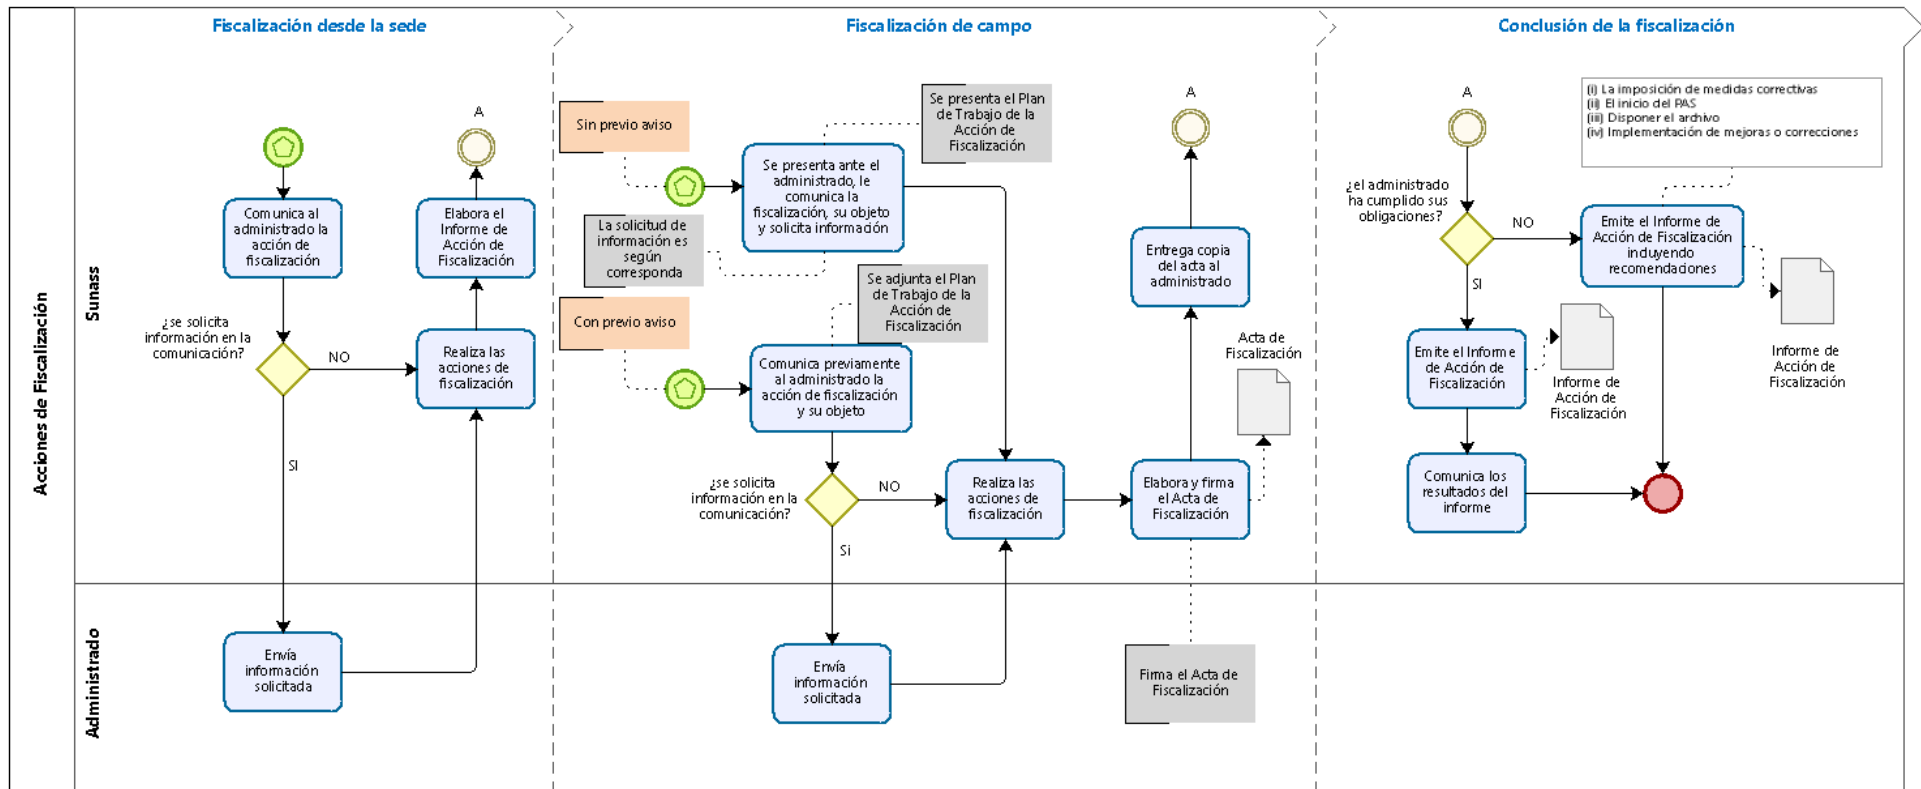 Fiscalización desde la sede
Fiscalización de campo
Conclusión de la fiscalización
Acciones de Fiscalización
Sunass
Administrado
Comunica al
administrado la
acción de
fiscalización
¿se solicita
información en la
comunicación?
NO
SI
Envía
información
solicitada
Realiza las
acciones de
fiscalización
Elabora el
Informe de
Acción de
Fiscalización
A
Sin previo aviso
Se presenta el Plan
de Trabajo de la
Acción de
Fiscalización
Se presenta ante el
administrado, le
comunica la
fiscalización, su objeto
y solicita información
La solicitud de
información es
según
corresponda
Con previo aviso
Se adjunta el Plan
de Trabajo de la
Acción de
Fiscalización
Comunica previamente
al administrado la
acción de fiscalización
y su objeto
¿se solicita
información en la
comunicación?
NO
Si
Envía
información
solicitada
Realiza las
acciones de
fiscalización
Elabora y firma
el Acta de
Fiscalización
Acta de
Fiscalización
Firma el Acta de
Fiscalización
Entrega copia
del acta al
administrado
A
A
¿el administrado
ha cumplido sus
obligaciones?
NO
SI
(i) La imposición de medidas correctivas
(ii) El inicio del PAS
(iii) Disponer el archivo
(iv) Implementación de mejoras o correcciones
Emite el Informe de
Acción de Fiscalización
incluyendo
recomendaciones
Informe de
Acción de
Fiscalización
Emite el Informe
de Acción de
Fiscalización
Informe de
Acción de
Fiscalización
Comunica los
resultados del
informe